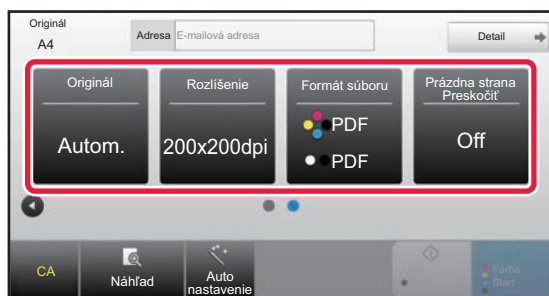 Originál
A4
Adresa E-mailová adresa
Detail
Originál
Autom.
Rozlíšenie
200x200dpi
Formát súboru
PDF
PDF
Prázdna strana
Preskočiť
Off
CA
Náhľad
Auto
nastavenie
Č/B
Štart
Farba
Štart